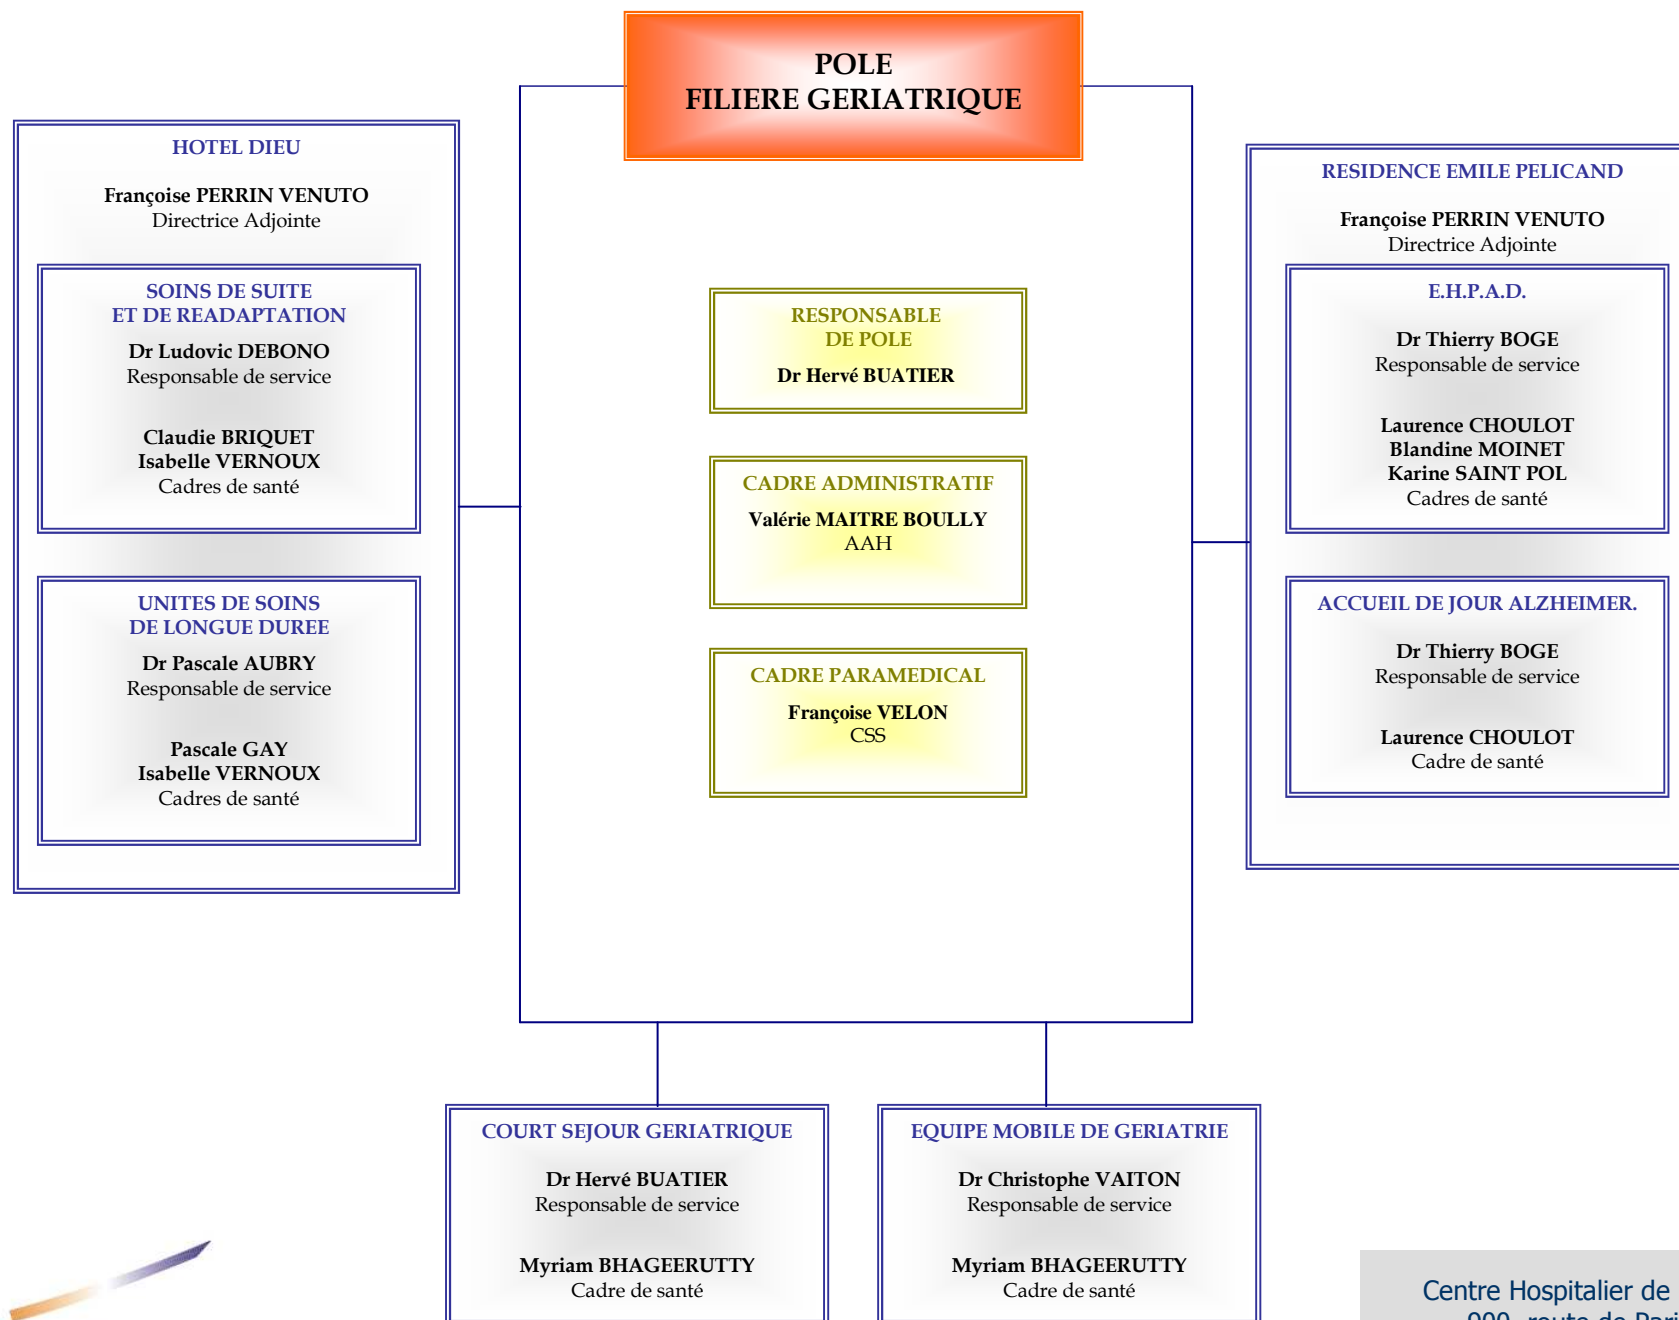 POLE
FILIERE GERIATRIQUE
HOTEL DIEU
Françoise PERRIN VENUTO
Directrice Adjointe
SOINS DE SUITE
ET DE READAPTATION
Dr Ludovic DEBONO
Responsable de service
Claudie BRIQUET
Isabelle VERNOUX
Cadres de santé
UNITES DE SOINS
DE LONGUE DUREE
Dr Pascale AUBRY
Responsable de service
Pascale GAY
Isabelle VERNOUX
Cadres de santé
RESPONSABLE
DE POLE
Dr Hervé BUATIER
CADRE ADMINISTRATIF
Valérie MAITRE BOULLY
AAH
CADRE PARAMEDICAL
Françoise VELON
CSS
RESIDENCE EMILE PELICAND
Françoise PERRIN VENUTO
Directrice Adjointe
E.H.P.A.D.
Dr Thierry BOGE
Responsable de service
Laurence CHOULOT
Blandine MOINET
Karine SAINT POL
Cadres de santé
ACCUEIL DE JOUR ALZHEIMER.
Dr Thierry BOGE
Responsable de service
Laurence CHOULOT
Cadre de santé
COURT SEJOUR GERIATRIQUE
Dr Hervé BUATIER
Responsable de service
Myriam BHAGEERUTTY
Cadre de santé
EQUIPE MOBILE DE GERIATRIE
Dr Christophe VAITON
Responsable de service
Myriam BHAGEERUTTY
Cadre de santé
Centre Hospitalier de
900, route de Pari